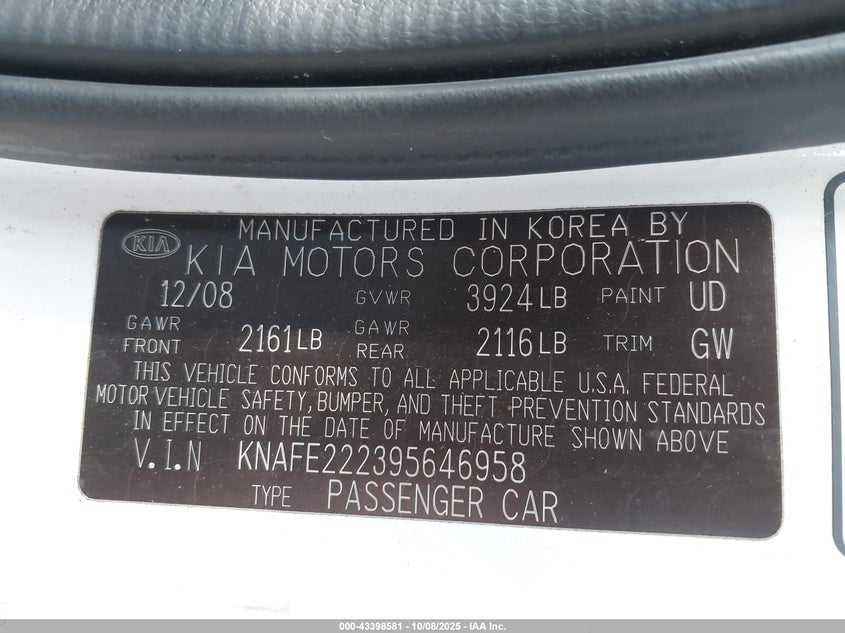 MANUFACTURED IN KOREA BY
KIA KIA MOTORS CORPORATION
12/08 GVWR 3924LB PAINT UD
GAWR FRONT 2161LB GAWR REAR 2116LB TRIM GW
THIS VEHICLE CONFORMS TO ALL APPLICABLE U.S.A. FEDERAL
MOTOR VEHICLE SAFETY, BUMPER, AND THEFT PREVENTION STANDARDS
IN EFFECT ON THE DATE OF MANUFACTURE SHOWN ABOVE
V.I.N KNAFE222395646958
TYPE PASSENGER CAR
000-43398581 - 10/08/2025 - IAA Inc.